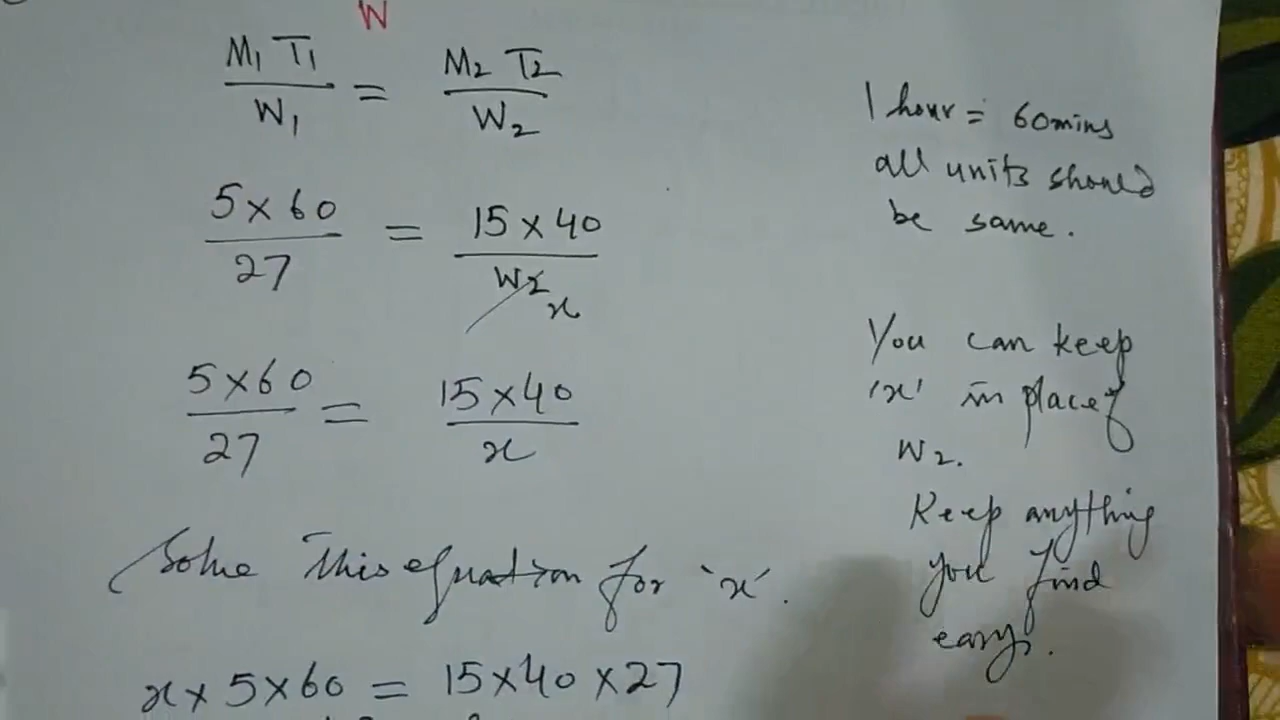 W
M1 T1 / W1 = M2 T2 / W2
5 x 60 / 27 = 15 x 40 / W2 x
5 x 60 / 27 = 15 x 40 / x
Solve This equation for 'x'.
x x 5 x 60 = 15 x 40 x 27
1 hour = 60mins
all units should
be same.
You can keep
'x' in place of
W2.
Keep anything
you find
easy.